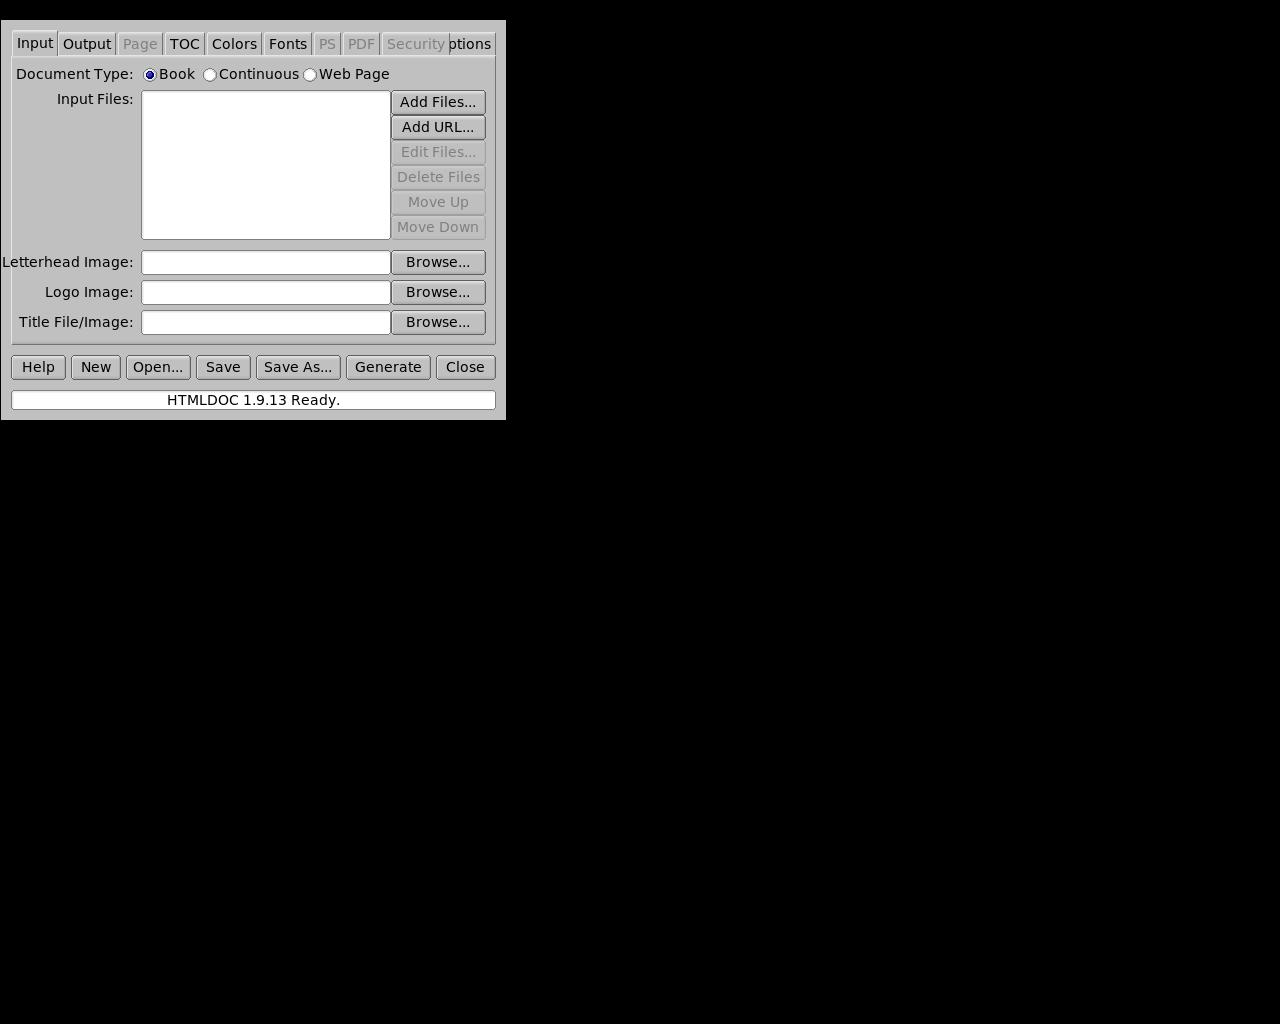 Input Output Page TOC Colors Fonts PS PDF Security ptions
Document Type: Book Continuous Web Page
Input Files: Add Files...
Add URL...
Edit Files...
Delete Files
Move Up
Move Down
Letterhead Image: Browse...
Logo Image: Browse...
Title File/Image: Browse...
Help New Open... Save Save As... Generate Close
HTMLDOC 1.9.13 Ready.